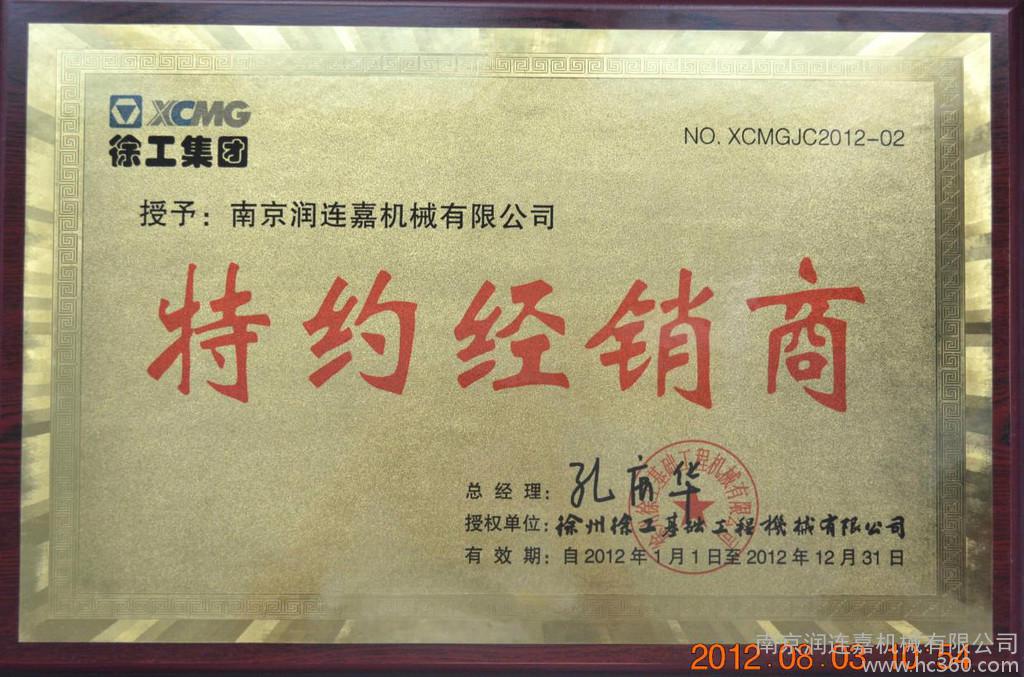 XCMG
徐工集团
NO. XCMGJC2012-02
授予：南京润连嘉机械有限公司
特约经销商
总经理：孔庆华
授权单位：徐州徐工基础工程機械有限公司
有效期：自2012年1月1日至2012年12月31日
南京润连嘉机械有限公司
2012.08.03 10:54
www.hc360.com